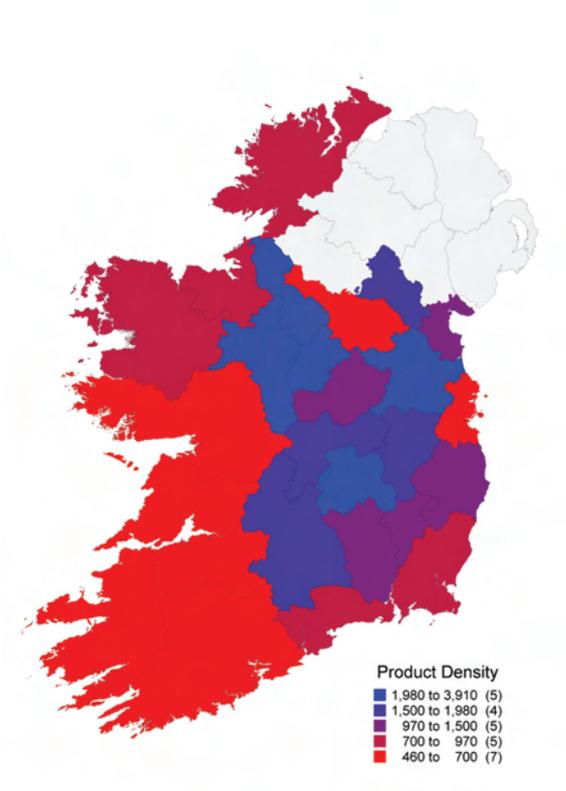 Product Density
1,980 to 3,910 (5)
1,500 to 1,980 (4)
970 to 1,500 (5)
700 to 970 (5)
460 to 700 (7)